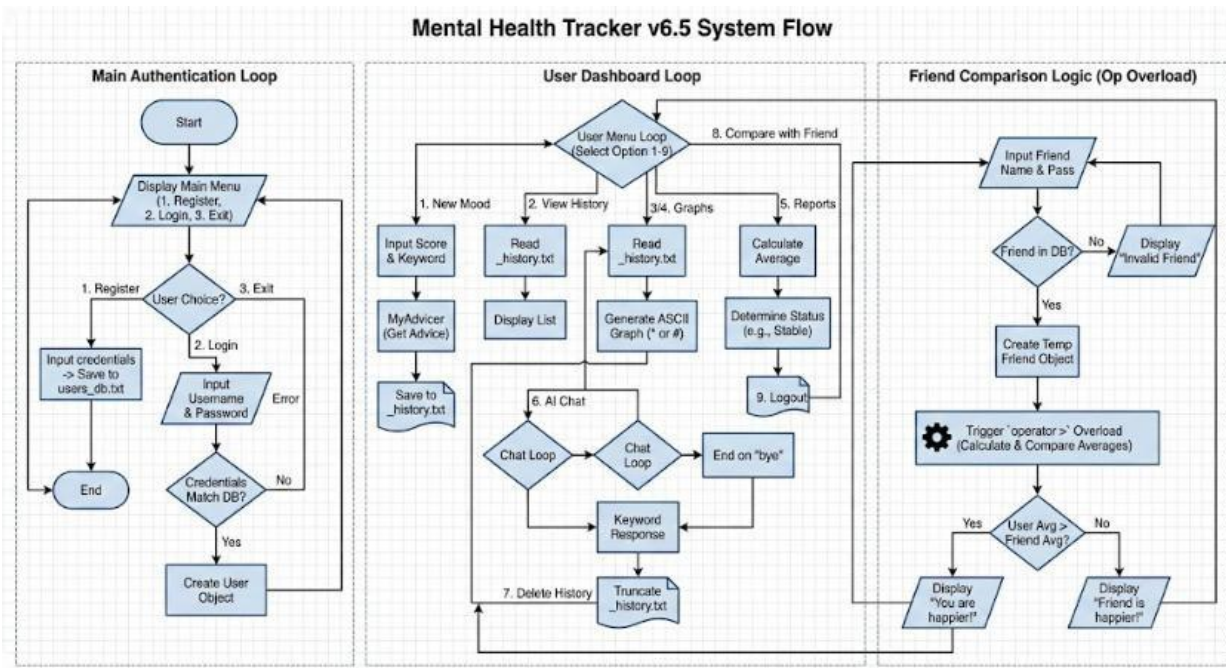 Mental Health Tracker v6.5 System Flow
Main Authentication Loop
Start
Display Main Menu
(1. Register,
2. Login, 3. Exit)
User Choice?
1. Register
3. Exit
2. Login
Input credentials
-> Save to
users_db.txt
Input
Username
& Password
Error
End
Credentials
Match DB?
No
Yes
Create User
Object
User Dashboard Loop
User Menu Loop
(Select Option 1-9)
8. Compare with Friend
1. New Mood
2. View History
3/4. Graphs
5. Reports
Input Score
& Keyword
Read
_history.txt
Read
_history.txt
Calculate
Average
MyAdvicer
(Get Advice)
Display List
Generate ASCII
Graph (* or #)
Determine Status
(e.g., Stable)
Save to
_history.txt
6. AI Chat
9. Logout
Chat Loop
Chat
Loop
End on "bye"
Keyword
Response
7. Delete History
Truncate
_history.txt
Friend Comparison Logic (Op Overload)
Input Friend
Name & Pass
Friend in DB?
No
Display
"Invalid Friend"
Yes
Create Temp
Friend Object
Trigger `operator >` Overload
(Calculate & Compare Averages)
Yes
User Avg >
Friend Avg?
No
Display
"You are
happier!"
Display
"Friend is
happier!"